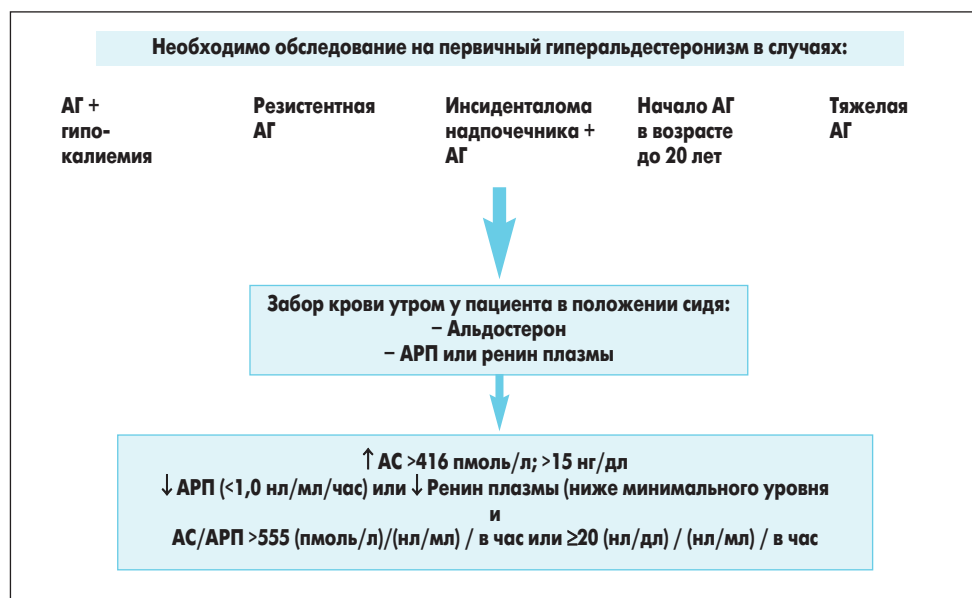 Необходимо обследование на первичный гиперальдестеронизм в случаях:
АГ +
гипо-
калиемия
Резистентная
АГ
Инсиденталома
надпочечника +
АГ
Начало АГ
в возрасте
до 20 лет
Тяжелая
АГ
Забор крови утром у пациента в положении сидя:
– Альдостерон
– АРП или ренин плазмы
↑ АС >416 пмоль/л; >15 нг/дл
↓ АРП (<1,0 нл/мл/час) или ↓ Ренин плазмы (ниже минимального уровня
и
АС/АРП >555 (пмоль/л)/(нл/мл) / в час или ≥20 (нл/дл) / (нл/мл) / в час